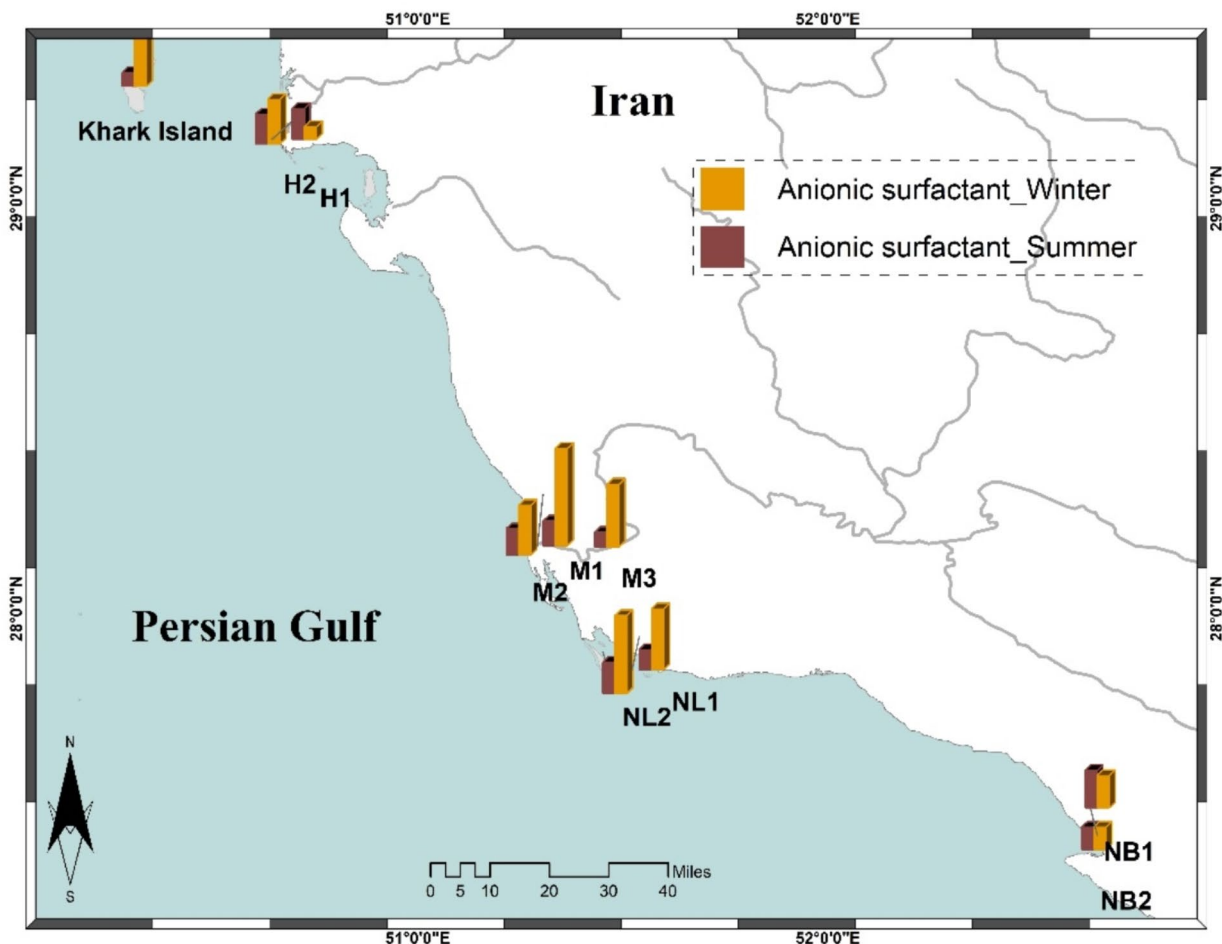 51°0'0"E
52°0'0"E
Iran
Khark Island
Anionic surfactant_Winter
H2
H1
29°0'0"N
29°0'0"N
Anionic surfactant_Summer
M1
M3
M2
28°0'0"N
28°0'0"N
Persian Gulf
NL1
NL2
N
Miles
0 5 10 20 30 40
NB1
S
NB2
51°0'0"E
52°0'0"E